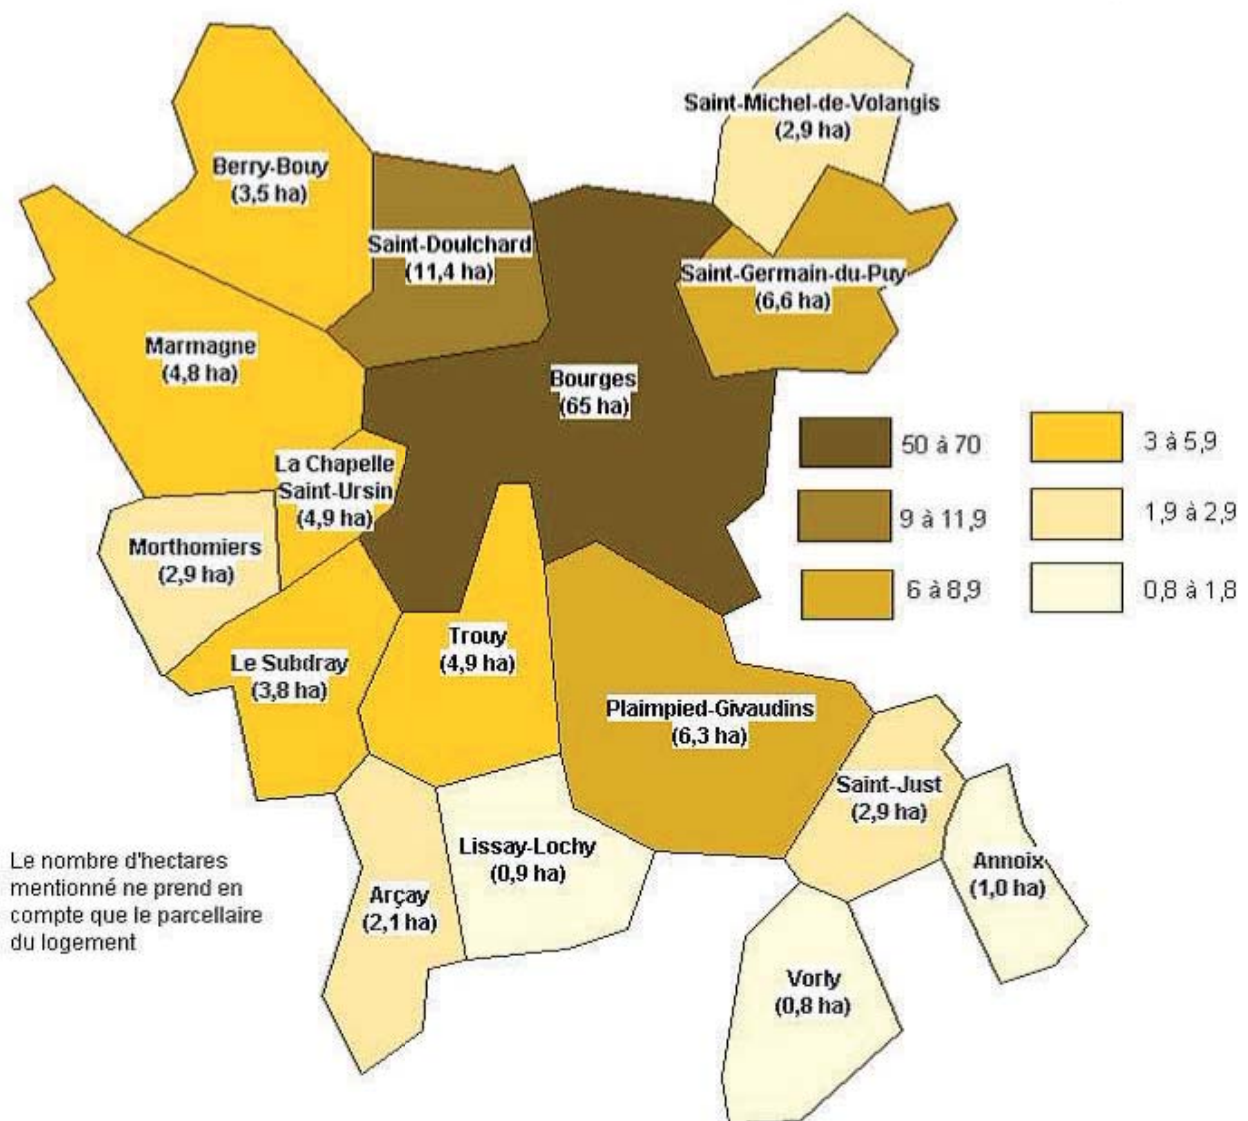 Saint-Michel-de-Volangis
(2,9 ha)
Berry-Bouy
(3,5 ha)
Saint-Doulchard
(11,4 ha)
Saint-Germain-du-Puy
(6,6 ha)
Marmagne
(4,8 ha)
Bourges
(65 ha)
La Chapelle
Saint-Ursin
(4,9 ha)
Morthomiers
(2,9 ha)
50 à 70
9 à 11,9
6 à 8,9
3 à 5,9
1,9 à 2,9
0,8 à 1,8
Trouy
(4,9 ha)
Le Subdray
(3,8 ha)
Plaimpied-Givaudins
(6,3 ha)
Saint-Just
(2,9 ha)
Lissay-Lochy
(0,9 ha)
Annoix
(1,0 ha)
Arçay
(2,1 ha)
Vorly
(0,8 ha)
Le nombre d'hectares
mentionné ne prend en
compte que le parcellaire
du logement